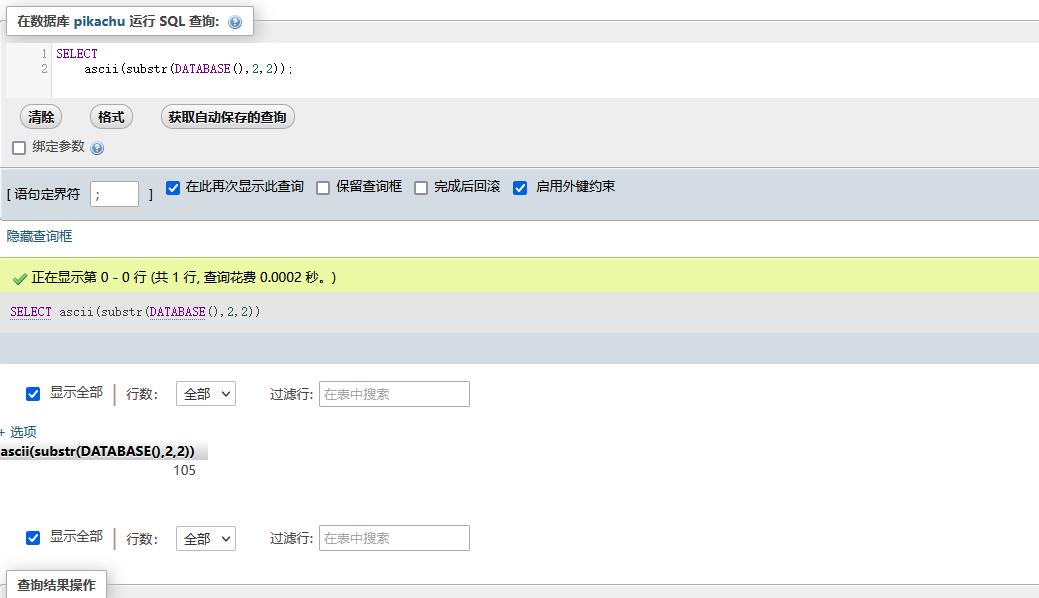 在数据库 pikachu 运行 SQL 查询:
1 SELECT
2 ascii(substr(DATABASE(),2,2));
清除 格式 获取自动保存的查询
绑定参数
[ 语句定界符 ; ] 在此再次显示此查询 保留查询框 完成后回滚 启用外键约束
隐藏查询框
正在显示第 0 - 0 行 (共 1 行, 查询花费 0.0002 秒。)
SELECT ascii(substr(DATABASE(),2,2))
显示全部 | 行数: 全部 过滤行: 在表中搜索
+ 选项
ascii(substr(DATABASE(),2,2))
105
显示全部 | 行数: 全部 过滤行: 在表中搜索
查询结果操作